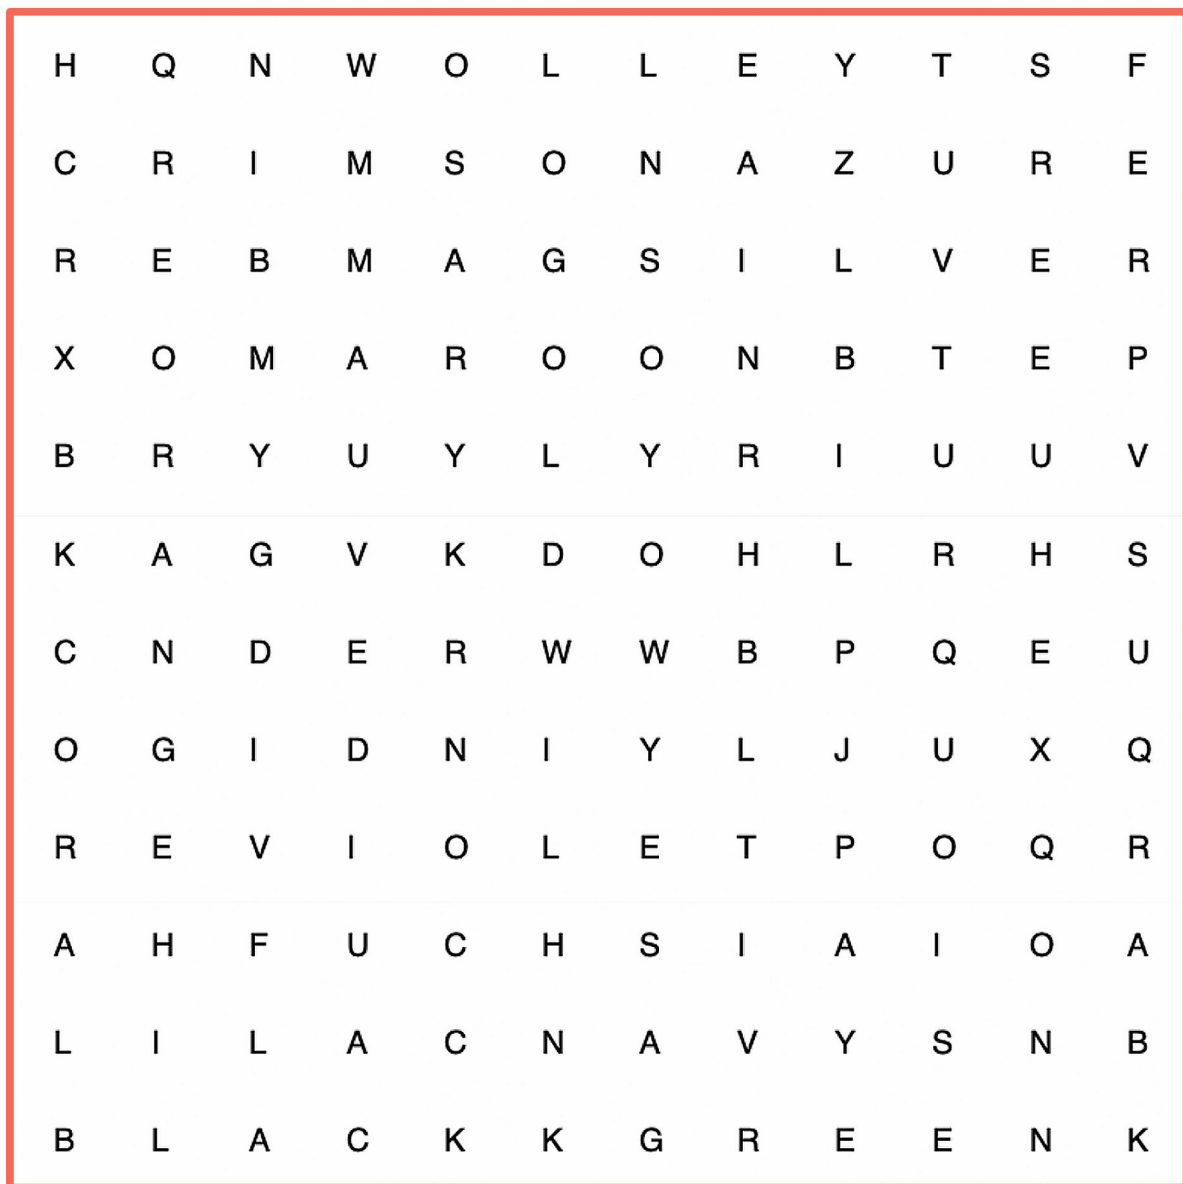 H Q N W O L L E Y T S F
C R I M S O N A Z U R E
R E B M A G S I L V E R
X O M A R O O N B T E P
B R Y U Y L Y R I U U V
K A G V K D O H L R H S
C N D E R W W B P Q E U
O G I D N I Y L J U X Q
R E V I O L E T P O Q R
A H F U C H S I A I O A
L I L A C N A V Y S N B
B L A C K K G R E E N K